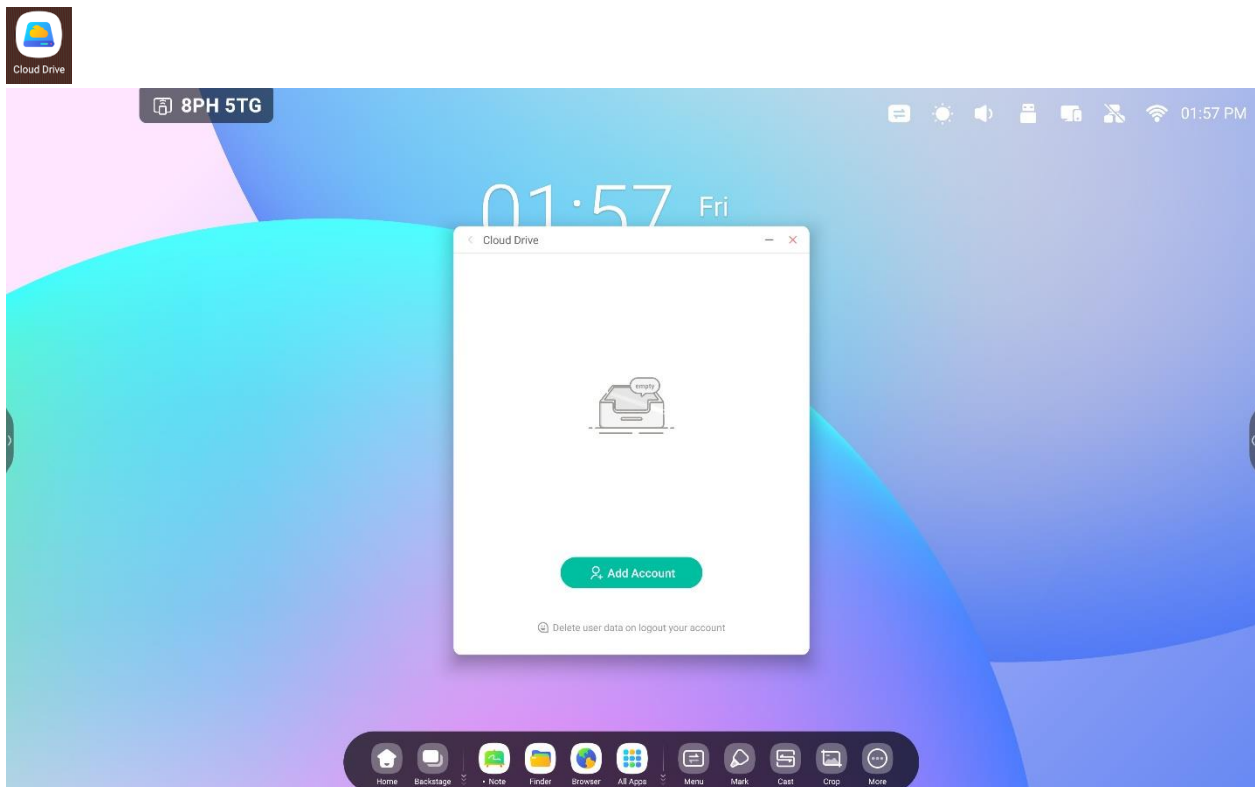 Cloud Drive
8PH 5TG
01:57 PM
01:57 Fri
Cloud Drive
empty
Add Account
Delete user data on logout your account
Home Backstage • Note Finder Browser All Apps Menu Mark Cast Crop More